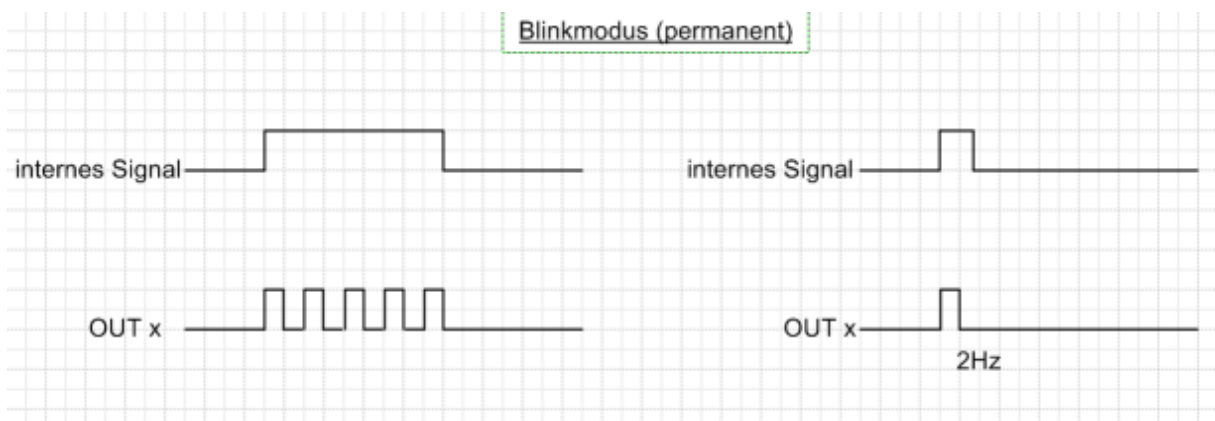 Blinkmodus (permanent)
internes Signal
internes Signal
OUT x
OUT x
2Hz